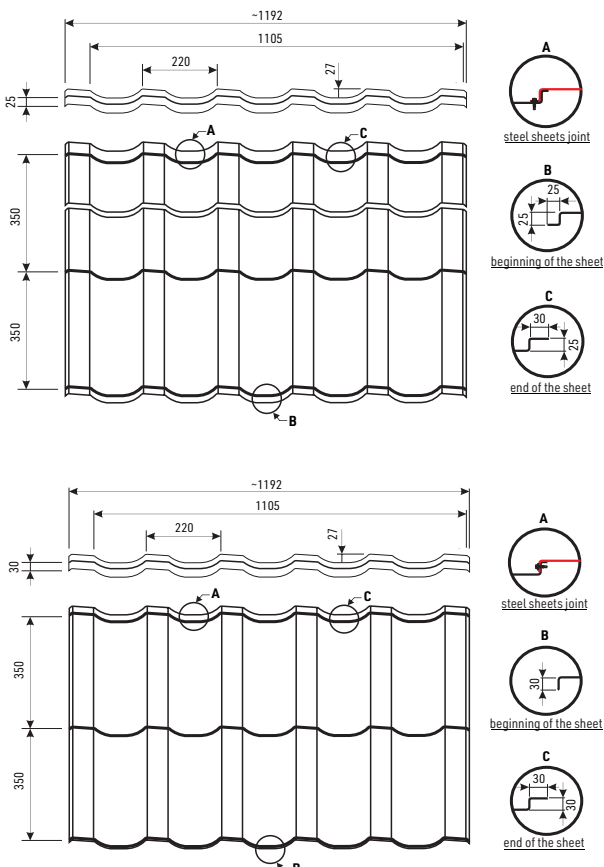 ~1192
1105
220
27
25
A
C
350
350
B
A
steel sheets joint
B
25
25
beginning of the sheet
C
30
25
end of the sheet
~1192
1105
220
27
30
A
C
350
350
B
A
steel sheets joint
B
30
beginning of the sheet
C
30
30
end of the sheet